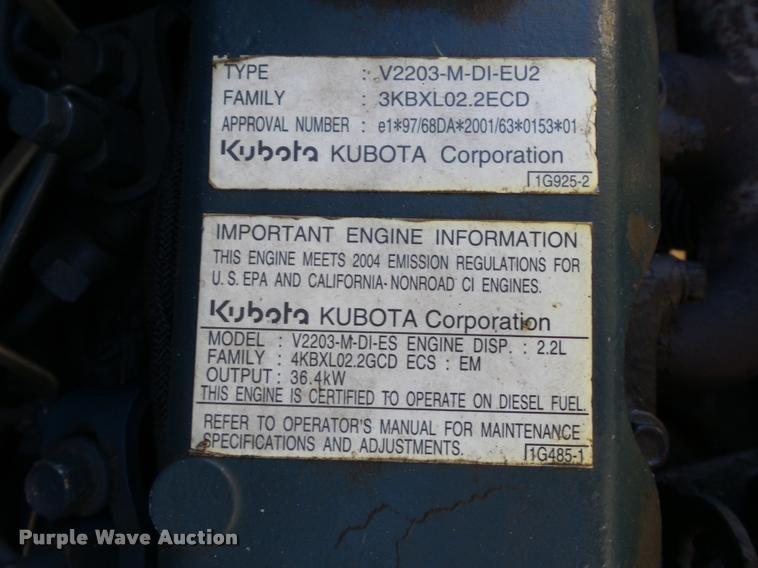 TYPE : V2203-M-DI-EU2
FAMILY : 3KBXL02.2ECD
APPROVAL NUMBER : e1*97/68DA*2001/63*0153*01
Kubota KUBOTA Corporation
1G925-2
IMPORTANT ENGINE INFORMATION
THIS ENGINE MEETS 2004 EMISSION REGULATIONS FOR
U.S. EPA AND CALIFORNIA-NONROAD CI ENGINES.
Kubota KUBOTA Corporation
MODEL : V2203-M-DI-ES ENGINE DISP. : 2.2L
FAMILY : 4KBXL02.2GCD ECS : EM
OUTPUT : 36.4kW
THIS ENGINE IS CERTIFIED TO OPERATE ON DIESEL FUEL.
REFER TO OPERATOR'S MANUAL FOR MAINTENANCE
SPECIFICATIONS AND ADJUSTMENTS.
1G485-1
Purple Wave Auction